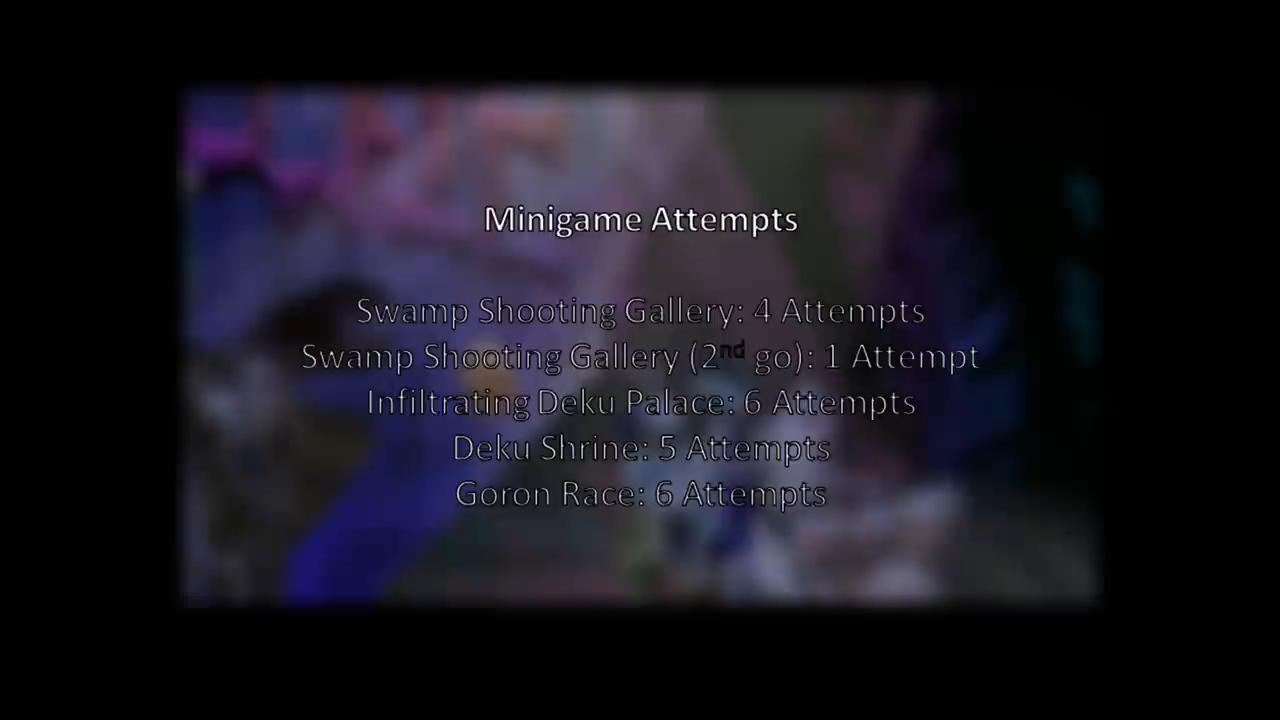 Minigame Attempts
Swamp Shooting Gallery: 4 Attempts
Swamp Shooting Gallery (2nd go): 1 Attempt
Infiltrating Deku Palace: 6 Attempts
Deku Shrine: 5 Attempts
Goron Race: 6 Attempts